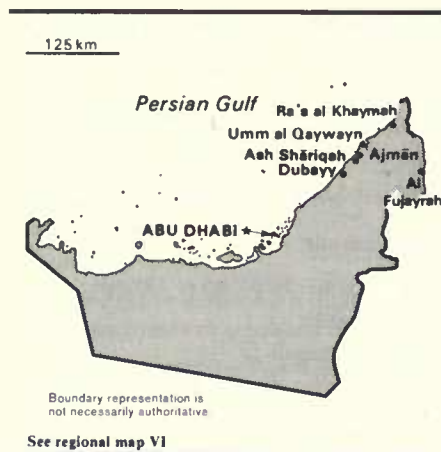 125 km
Persian Gulf
Ra's al Khaymah
Umm al Qaywayn
Ash Shāriqah
Ajmān
Dubayy
Al
Fujayrah
ABU DHABI
Boundary representation is
not necessarily authoritative
See regional map VI